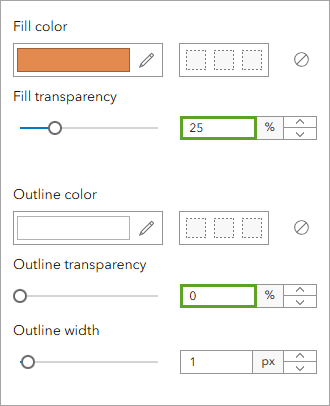 Fill color
Fill transparency
25 %
Outline color
Outline transparency
0 %
Outline width
1 px